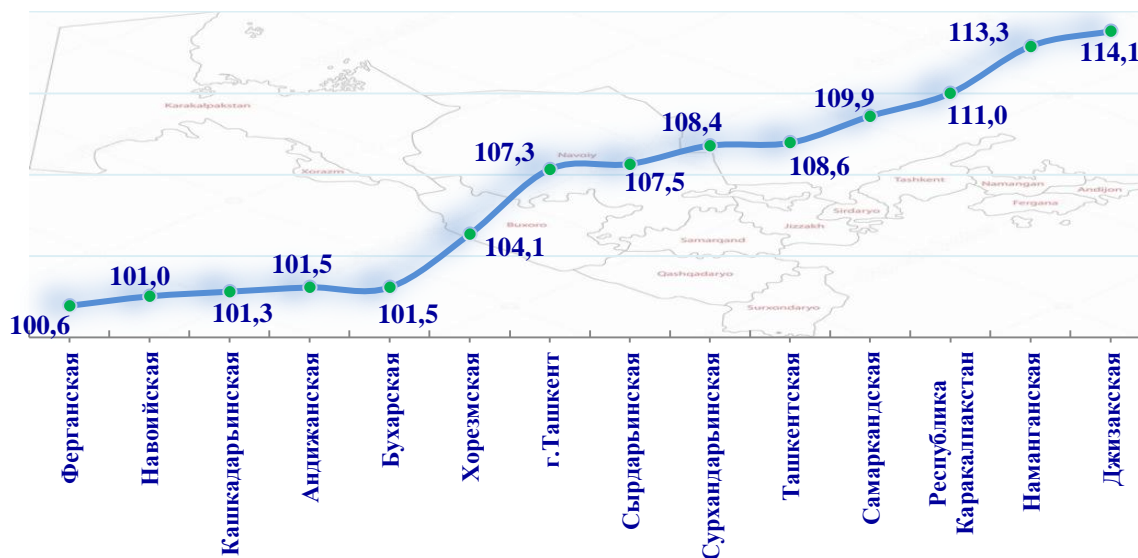 113,3
114,1
109,9
111,0
108,4
108,6
107,3
107,5
104,1
101,0
101,5
100,6
101,3
101,5
Karakalpakstan
Xorazm
Navoiy
Buxoro
Samarqand
Qashqadaryo
Surxondaryo
Jizzakh
Sirdaryo
Tashkent
Namangan
Andijon
Fergana
Ферганская
Навоийская
Кашкадарьинская
Андижанская
Бухарская
Хорезмская
г.Ташкент
Сырдарьинская
Сурхандарьинская
Ташкентская
Самаркандская
Республика
Каракалпакстан
Наманганская
Джизакская